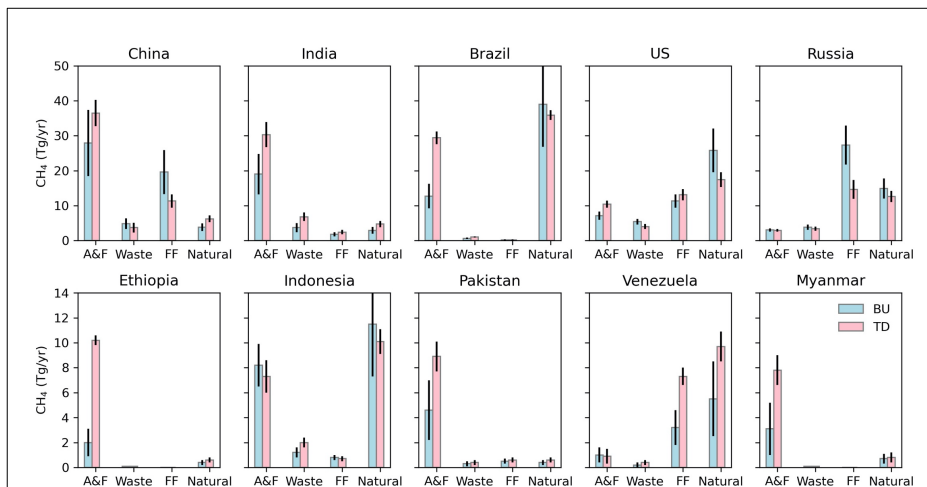 China India Brazil US Russia
50
40
30
20
10
0
CH₄ (Tg/yr)
A&F Waste FF Natural A&F Waste FF Natural A&F Waste FF Natural A&F Waste FF Natural A&F Waste FF Natural
Ethiopia Indonesia Pakistan Venezuela Myanmar
14
12
10
8
6
4
2
0
CH₄ (Tg/yr)
BU
TD
A&F Waste FF Natural A&F Waste FF Natural A&F Waste FF Natural A&F Waste FF Natural A&F Waste FF Natural